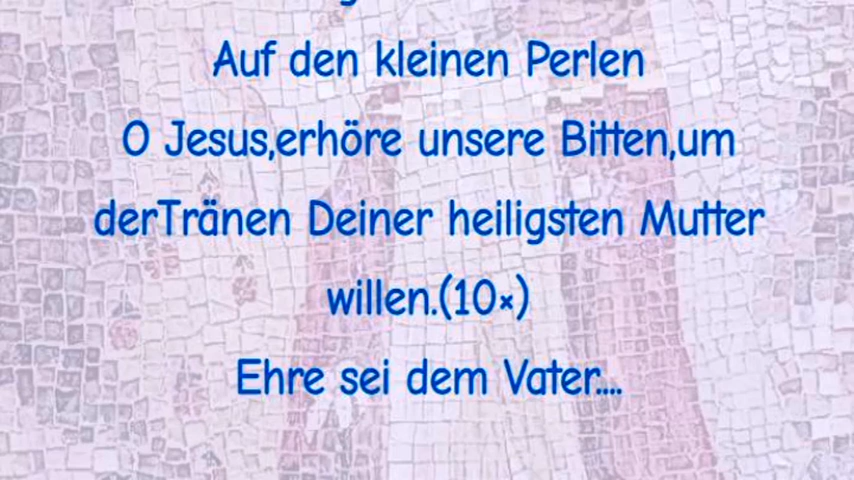 Auf den kleinen Perlen
O Jesus,erhöre unsere Bitten,um
derTränen Deiner heiligsten Mutter
willen.(10×)
Ehre sei dem Vater....